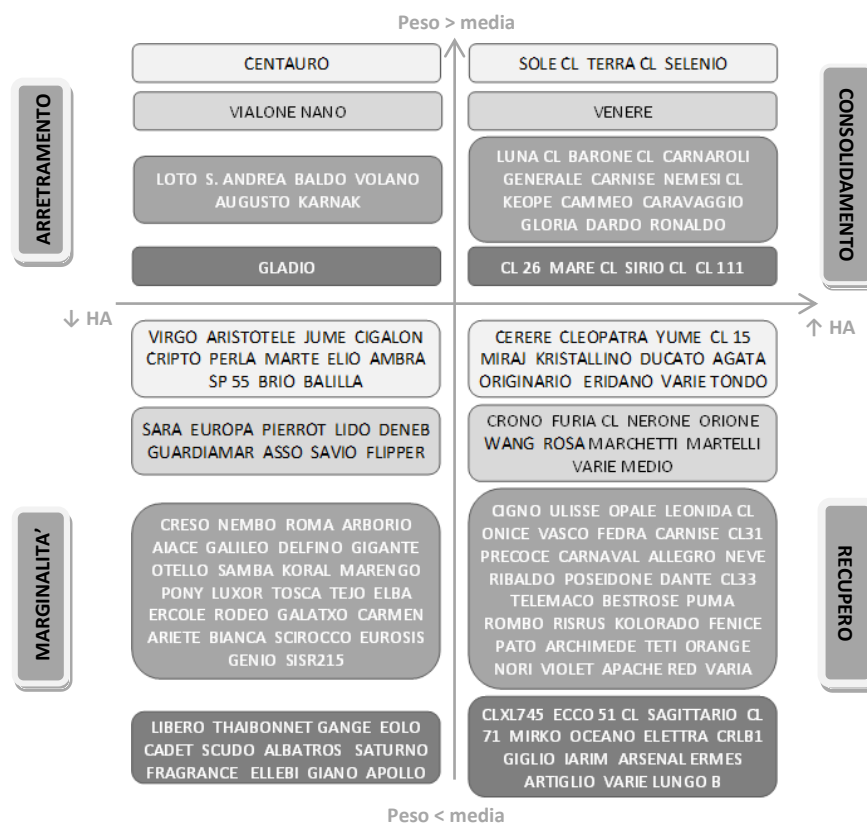 Peso > media
ARRETRAMENTO
CENTAURO
VIALONE NANO
LOTO S. ANDREA BALDO VOLANO
AUGUSTO KARNAK
GLADIO
SOLE CL TERRA CL SELENIO
VENERE
LUNA CL BARONE CL CARNAROLI
GENERALE CARNISE NEMESI CL
KEOPE CAMMEO CARAVAGGIO
GLORIA DARDO RONALDO
CL 26 MARE CL SIRIO CL CL 111
CONSOLIDAMENTO
↓ HA
↑ HA
MARGINALITA’
VIRGO ARISTOTELE JUME CIGALON
CRIPTO PERLA MARTE ELIO AMBRA
SP 55 BRIO BALILLA
SARA EUROPA PIERROT LIDO DENEB
GUARDIAMAR ASSO SAVIO FLIPPER
CRESO NEMBO ROMA ARBORIO
AIACE GALILEO DELFINO GIGANTE
OTELLO SAMBA KORAL MARENGO
PONY LUXOR TOSCA TEJO ELBA
ERCOLE RODEO GALATXO CARMEN
ARIETE BIANCA SCIROCCO EUROSIS
GENIO SISR215
LIBERO THAIBONNET GANGE EOLO
CADET SCUDO ALBATROS SATURNO
FRAGRANCE ELLEBI GIANO APOLLO
CERERE CLEOPATRA YUME CL 15
MIRAJ KRISTALLINO DUCATO AGATA
ORIGINARIO ERIDANO VARIE TONDO
CRONO FURIA CL NERONE ORIONE
WANG ROSA MARCHETTI MARTELLI
VARIE MEDIO
CIGNO ULISSE OPALE LEONIDA CL
ONICE VASCO FEDRA CARNISE CL31
PRECOCE CARNAVAL ALLEGRO NEVE
RIBALDO POSEIDONE DANTE CL33
TELEMACO BESTROSE PUMA
ROMBO RISRUS KOLORADO FENICE
PATO ARCHIMEDE TETI ORANGE
NORI VIOLET APACHE RED VARIA
CLXL745 ECCO 51 CL SAGITTARIO CL
71 MIRKO OCEANO ELETTRA CRLB1
GIGLIO IARIM ARSENAL ERMES
ARTIGLIO VARIE LUNGO B
RECUPERO
Peso < media